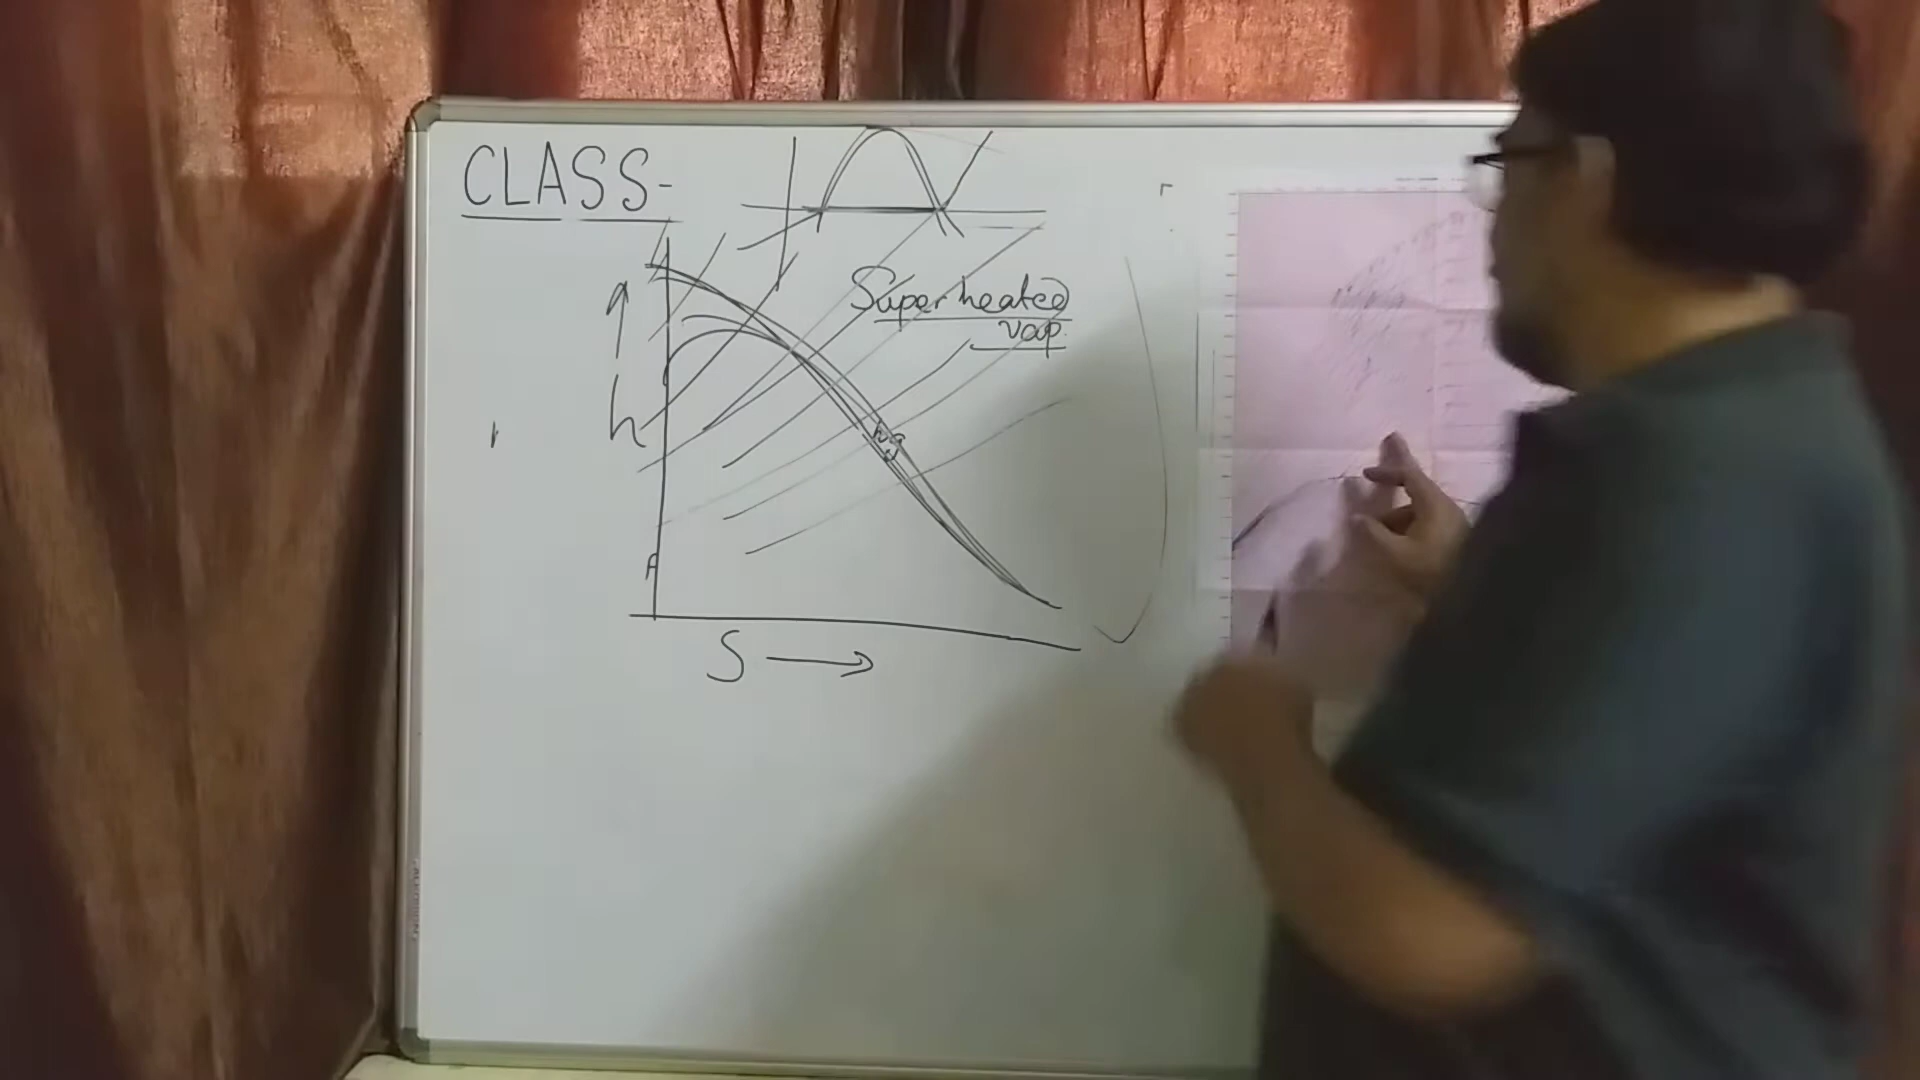 CLASS-
Superheated
vap.
h
hg
S →